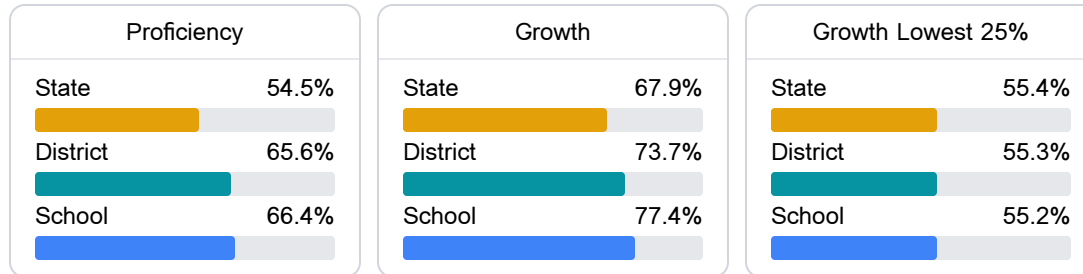 Proficiency
State 54.5%
District 65.6%
School 66.4%
Growth
State 67.9%
District 73.7%
School 77.4%
Growth Lowest 25%
State 55.4%
District 55.3%
School 55.2%